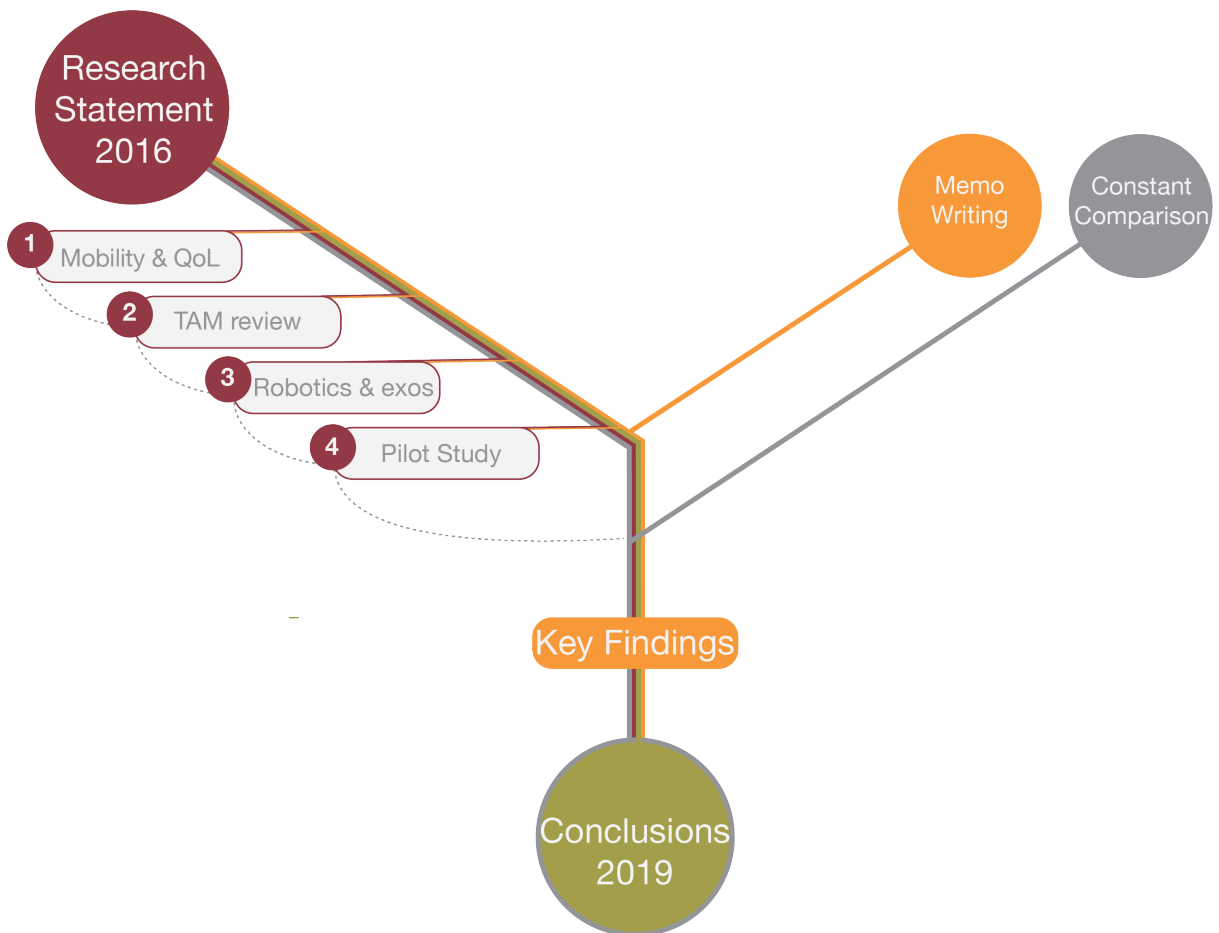 Research
Statement
2016
Memo
Writing
Constant
Comparison
1
Mobility & QoL
2
TAM review
3
Robotics & exos
4
Pilot Study
Key Findings
Conclusions
2019